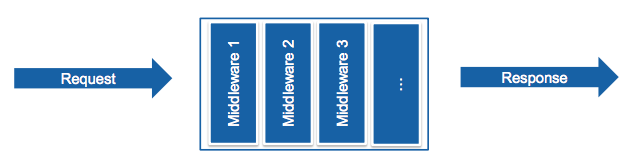 Request
Middleware 1
Middleware 2
Middleware 3
...
Response